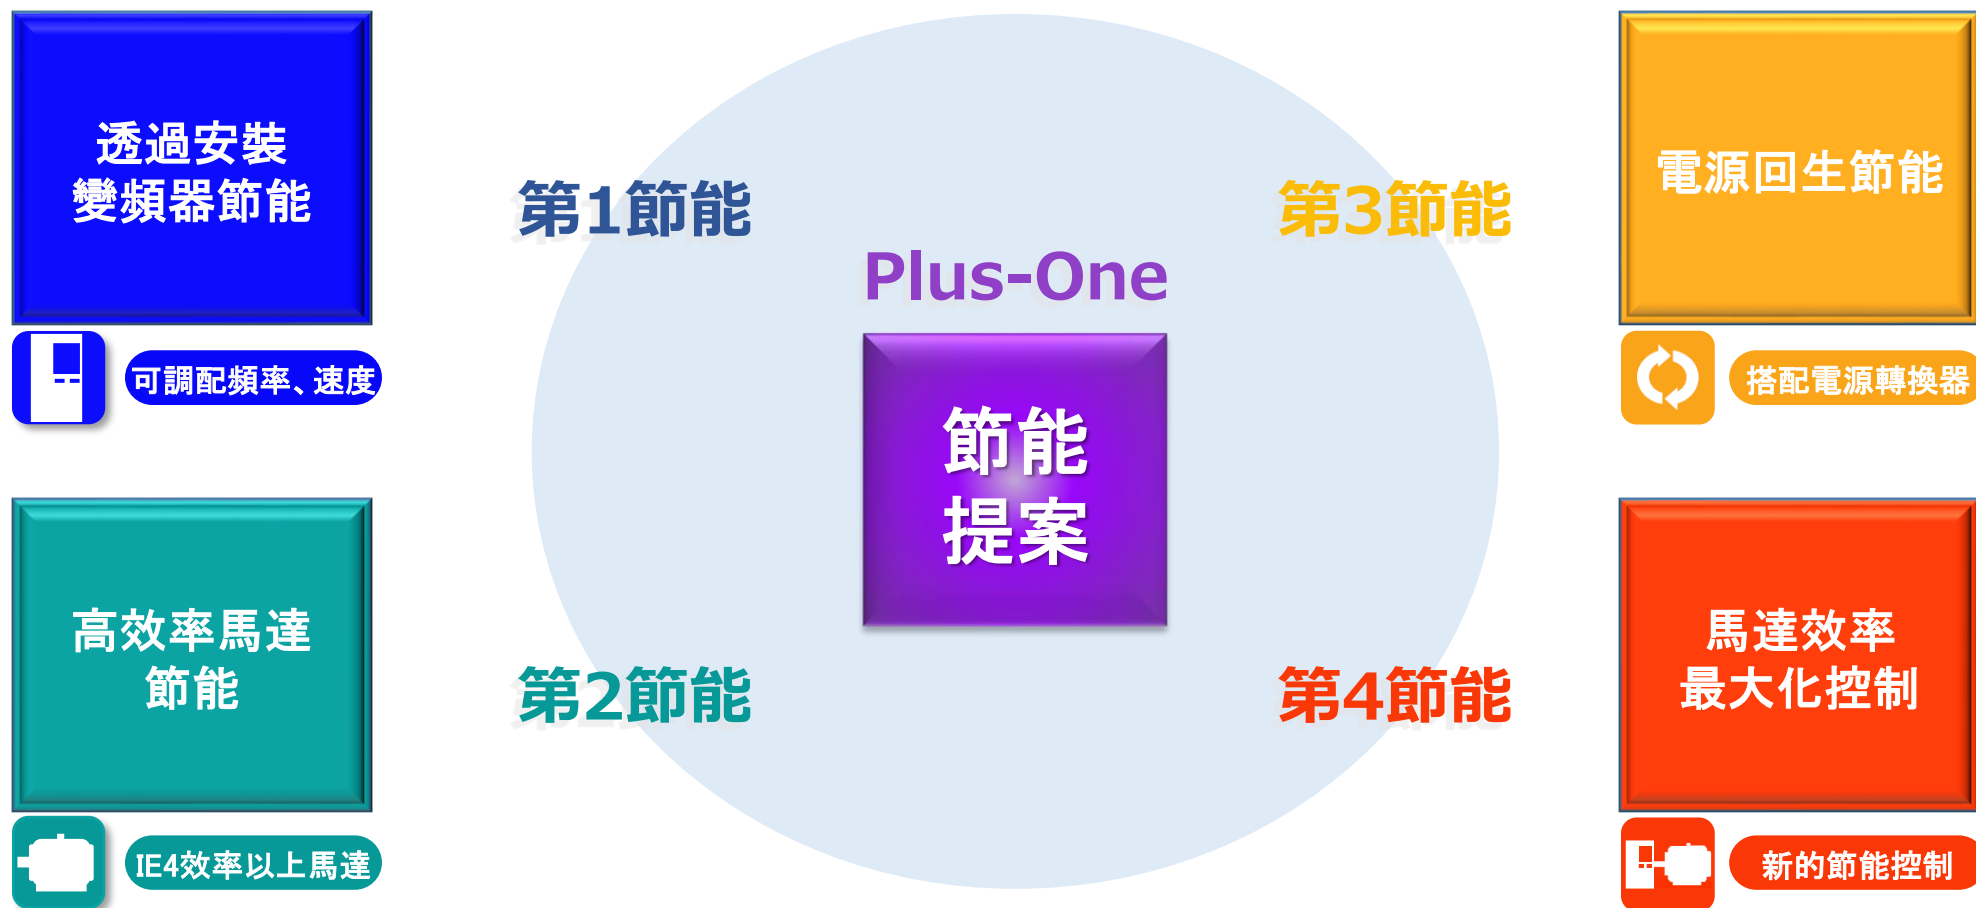 透過安裝
變頻器節能
可調配頻率、速度
第1節能
高效率馬達
節能
IE4效率以上馬達
第2節能
Plus-One
節能
提案
第3節能
電源回生節能
搭配電源轉換器
第4節能
馬達效率
最大化控制
新的節能控制